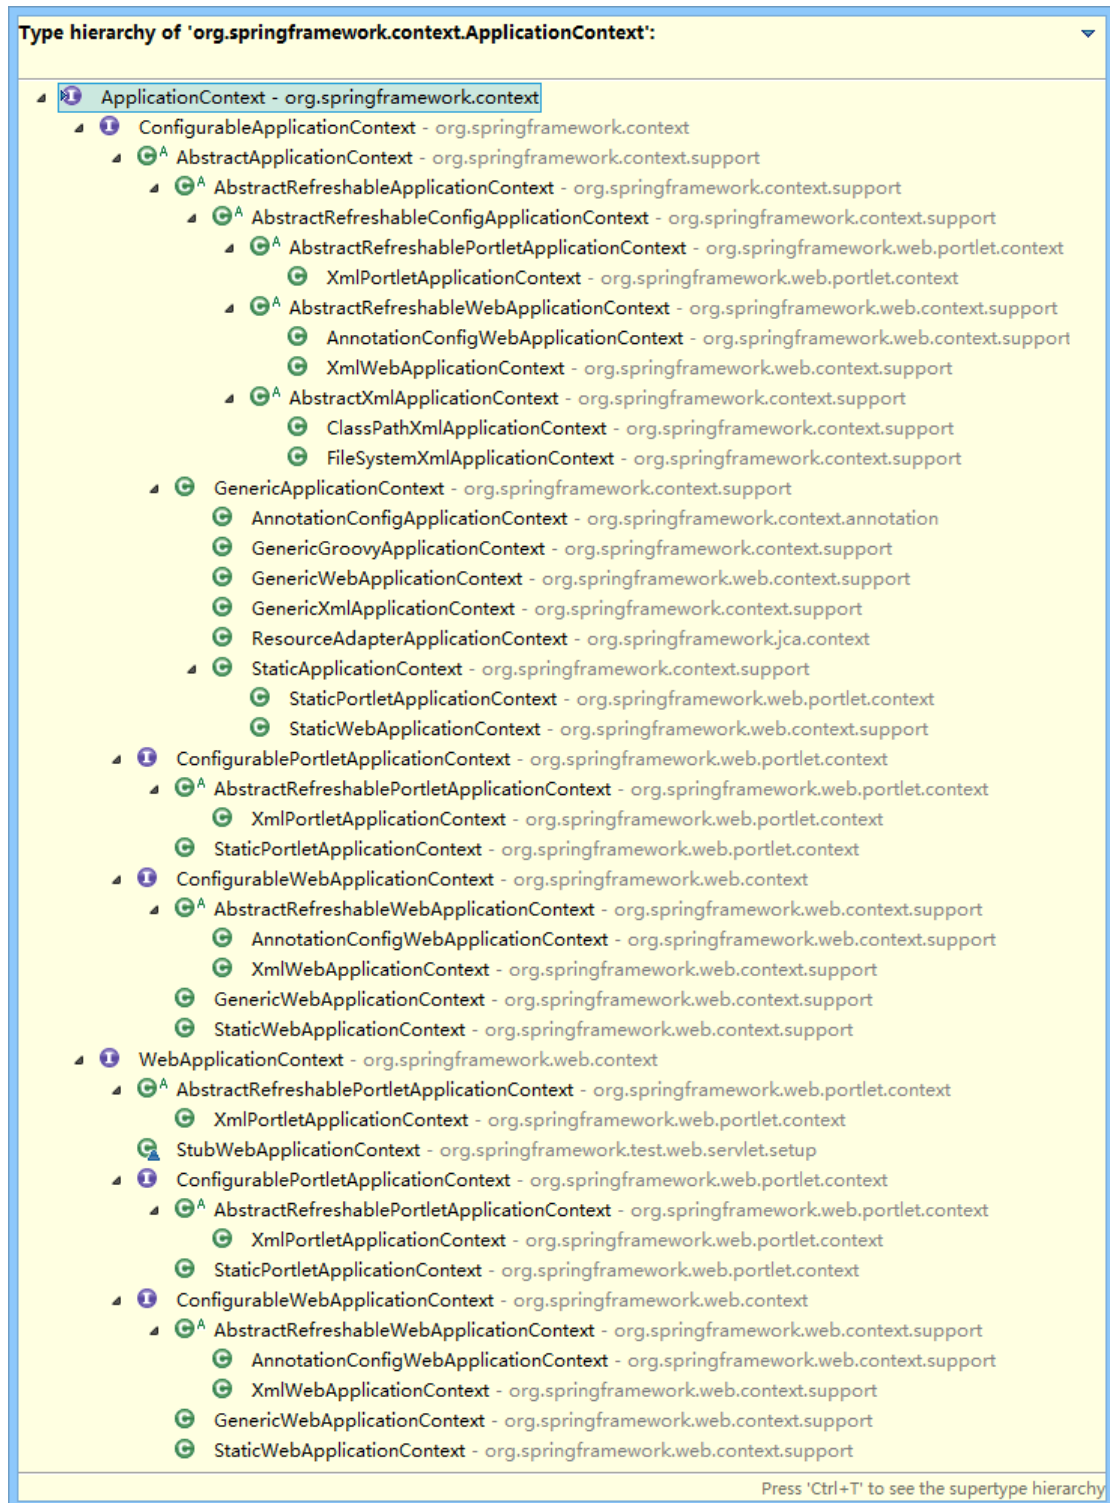 Type hierarchy of 'org.springframework.context.ApplicationContext':
ApplicationContext - org.springframework.context
ConfigurableApplicationContext - org.springframework.context
AbstractApplicationContext - org.springframework.context.support
AbstractRefreshableApplicationContext - org.springframework.context.support
AbstractRefreshableConfigApplicationContext - org.springframework.context.support
AbstractRefreshablePortletApplicationContext - org.springframework.web.portlet.context
XmlPortletApplicationContext - org.springframework.web.portlet.context
AbstractRefreshableWebApplicationContext - org.springframework.web.context.support
AnnotationConfigWebApplicationContext - org.springframework.web.context.support
XmlWebApplicationContext - org.springframework.web.context.support
AbstractXmlApplicationContext - org.springframework.context.support
ClassPathXmlApplicationContext - org.springframework.context.support
FileSystemXmlApplicationContext - org.springframework.context.support
GenericApplicationContext - org.springframework.context.support
AnnotationConfigApplicationContext - org.springframework.context.annotation
GenericGroovyApplicationContext - org.springframework.context.support
GenericWebApplicationContext - org.springframework.web.context.support
GenericXmlApplicationContext - org.springframework.context.support
ResourceAdapterApplicationContext - org.springframework.jca.context
StaticApplicationContext - org.springframework.context.support
StaticPortletApplicationContext - org.springframework.web.portlet.context
StaticWebApplicationContext - org.springframework.web.context.support
ConfigurablePortletApplicationContext - org.springframework.web.portlet.context
AbstractRefreshablePortletApplicationContext - org.springframework.web.portlet.context
XmlPortletApplicationContext - org.springframework.web.portlet.context
StaticPortletApplicationContext - org.springframework.web.portlet.context
ConfigurableWebApplicationContext - org.springframework.web.context
AbstractRefreshableWebApplicationContext - org.springframework.web.context.support
AnnotationConfigWebApplicationContext - org.springframework.web.context.support
XmlWebApplicationContext - org.springframework.web.context.support
GenericWebApplicationContext - org.springframework.web.context.support
StaticWebApplicationContext - org.springframework.web.context.support
WebApplicationContext - org.springframework.web.context
AbstractRefreshablePortletApplicationContext - org.springframework.web.portlet.context
XmlPortletApplicationContext - org.springframework.web.portlet.context
StubWebApplicationContext - org.springframework.test.web.servlet.setup
ConfigurablePortletApplicationContext - org.springframework.web.portlet.context
AbstractRefreshablePortletApplicationContext - org.springframework.web.portlet.context
XmlPortletApplicationContext - org.springframework.web.portlet.context
StaticPortletApplicationContext - org.springframework.web.portlet.context
ConfigurableWebApplicationContext - org.springframework.web.context
AbstractRefreshableWebApplicationContext - org.springframework.web.context.support
AnnotationConfigWebApplicationContext - org.springframework.web.context.support
XmlWebApplicationContext - org.springframework.web.context.support
GenericWebApplicationContext - org.springframework.web.context.support
StaticWebApplicationContext - org.springframework.web.context.support
Press 'Ctrl+T' to see the supertype hierarchy